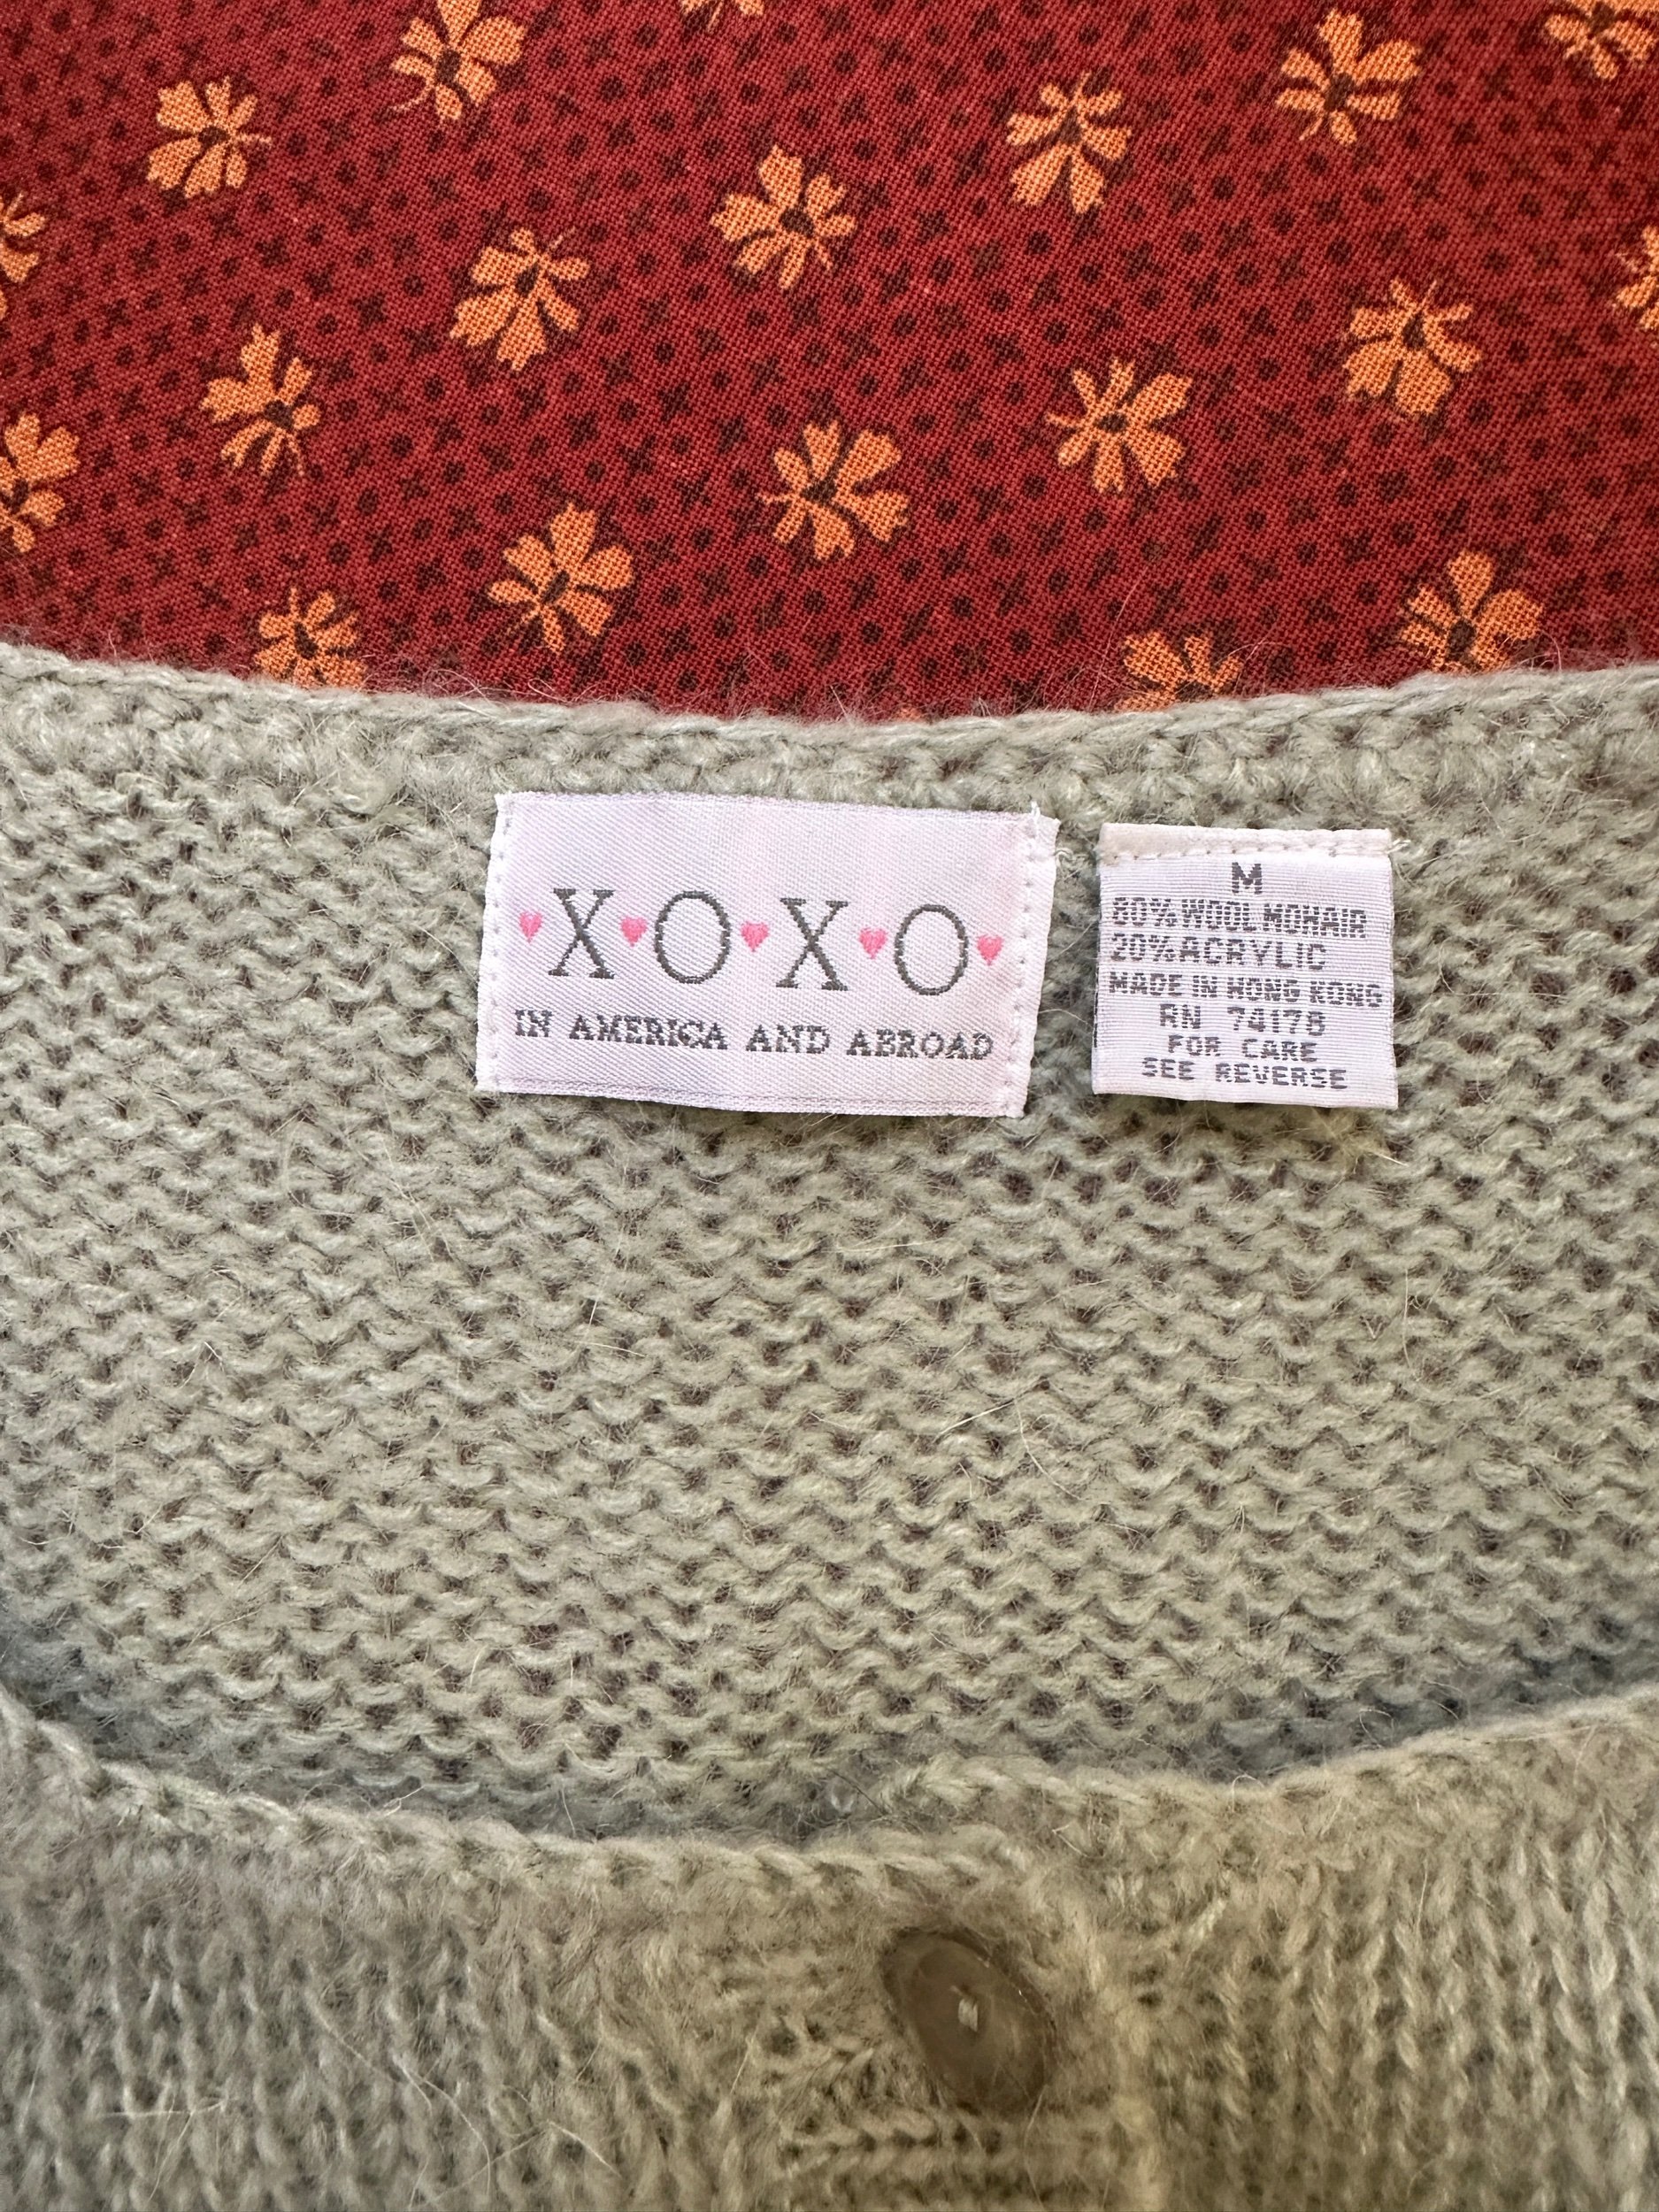 X O X O
IN AMERICA AND ABROAD
M
80% WOOL MOHAIR
20% ACRYLIC
MADE IN HONG KONG
RN 74178
FOR CARE
SEE REVERSE